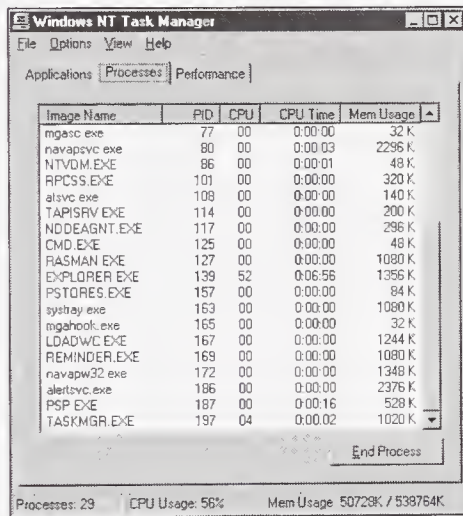 Windows NT Task Manager
File Options View Help
Applications Processes Performance
Image Name PID CPU CPU Time Mem Usage
mgasc exe 77 00 0:00:00 32 K
navapsvc exe 80 00 0:00 03 2296 K
NTVDM.EXE 86 00 0:00:01 48 K
RPCSS.EXE 101 00 0:00:00 320 K
atsvc exe 108 00 0:00:00 140 K
TAPISRV EXE 114 00 0:00.00 200 K
NDDEAGNT.EXE 117 00 0:00:00 296 K
CMD.EXE 125 00 0:00:00 48 K
RASMAN EXE 127 00 0:00:00 1080 K
EXPLORER EXE 139 52 0:06:56 1356 K
PSTORES.EXE 157 00 0:00:00 84 K
systray exe 163 00 0:00:00 1080 K
mgahook.exe 165 00 0:00:00 32 K
LOADWC EXE 167 00 0:00:00 1244 K
REMINDER.EXE 169 00 0:00:00 1080 K
navapw32 exe 172 00 0:00:00 1348 K
alertsvc.exe 186 00 0:00:00 2376 K
PSP EXE 187 00 0:00:16 528 K
TASKMGR.EXE 197 04 0:00.02 1020 K
End Process
Processes: 29 CPU Usage: 56% Mem Usage 50728K / 538764K